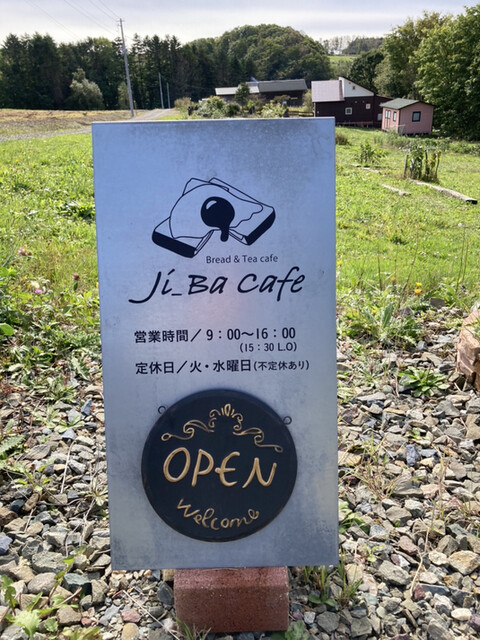 Bread & Tea cafe
Ji_Ba Cafe
営業時間／9：00〜16：00
(15：30 L.O)
定休日／火・水曜日(不定休あり)
OPEN
Welcome